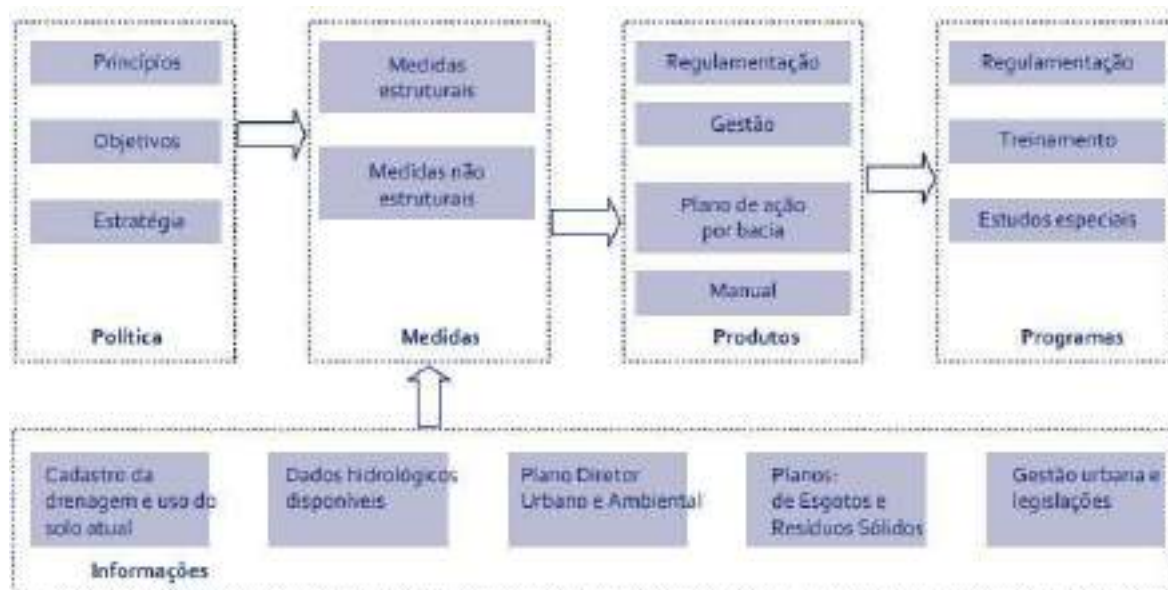 Princípios
Objetivos
Estratégia
Política
Medidas
estruturais
Medidas não
estruturais
Medidas
Regulamentação
Gestão
Plano de ação
por bacia
Manual
Produtos
Regulamentação
Treinamento
Estudos especiais
Programas
Cadastro da
drenagem e uso do
solo atual
Dados hidrológicos
disponíveis
Plano Diretor
Urbano e Ambiental
Planos:
de Esgotos e
Resíduos Sólidos
Gestão urbana e
legislações
Informações